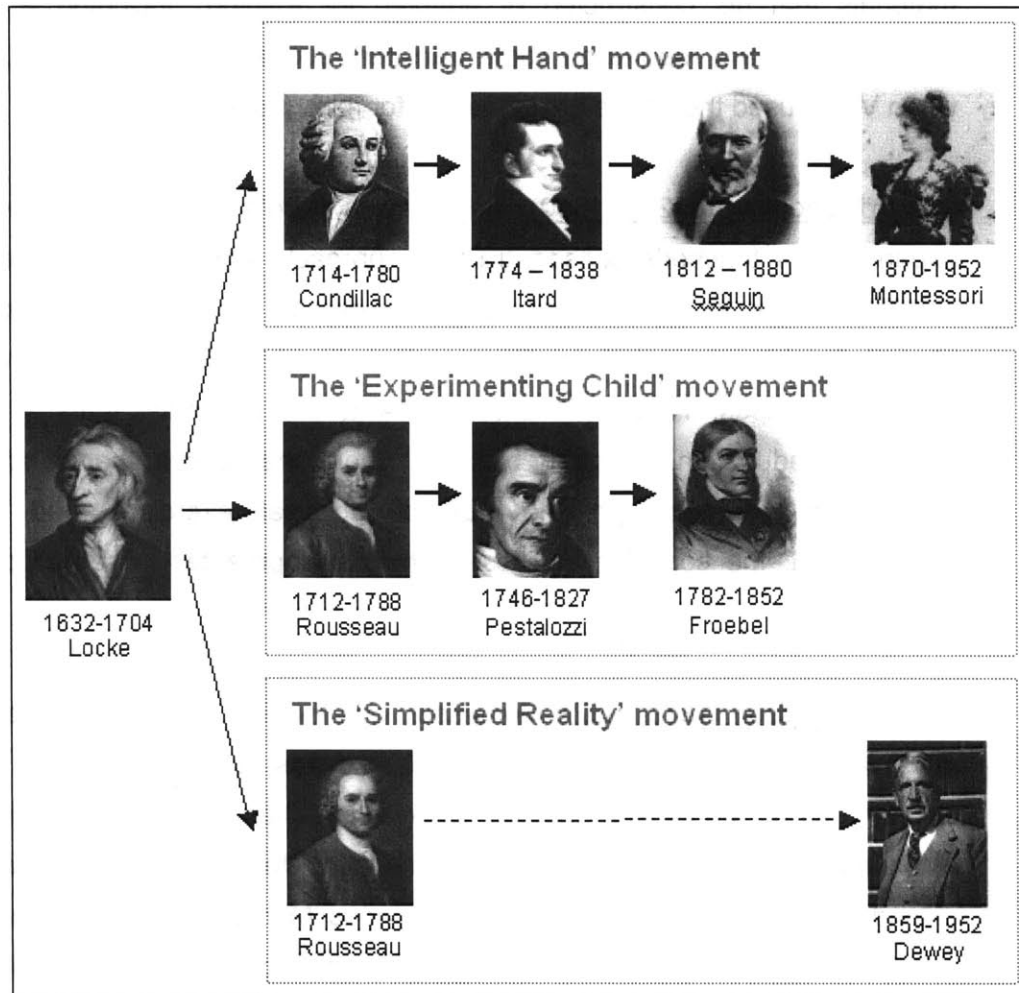 The 'Intelligent Hand' movement
1714-1780
Condillac
1774 – 1838
Itard
1812 – 1880
Seguin
1870-1952
Montessori
The 'Experimenting Child' movement
1632-1704
Locke
1712-1788
Rousseau
1746-1827
Pestalozzi
1782-1852
Froebel
The 'Simplified Reality' movement
1712-1788
Rousseau
1859-1952
Dewey